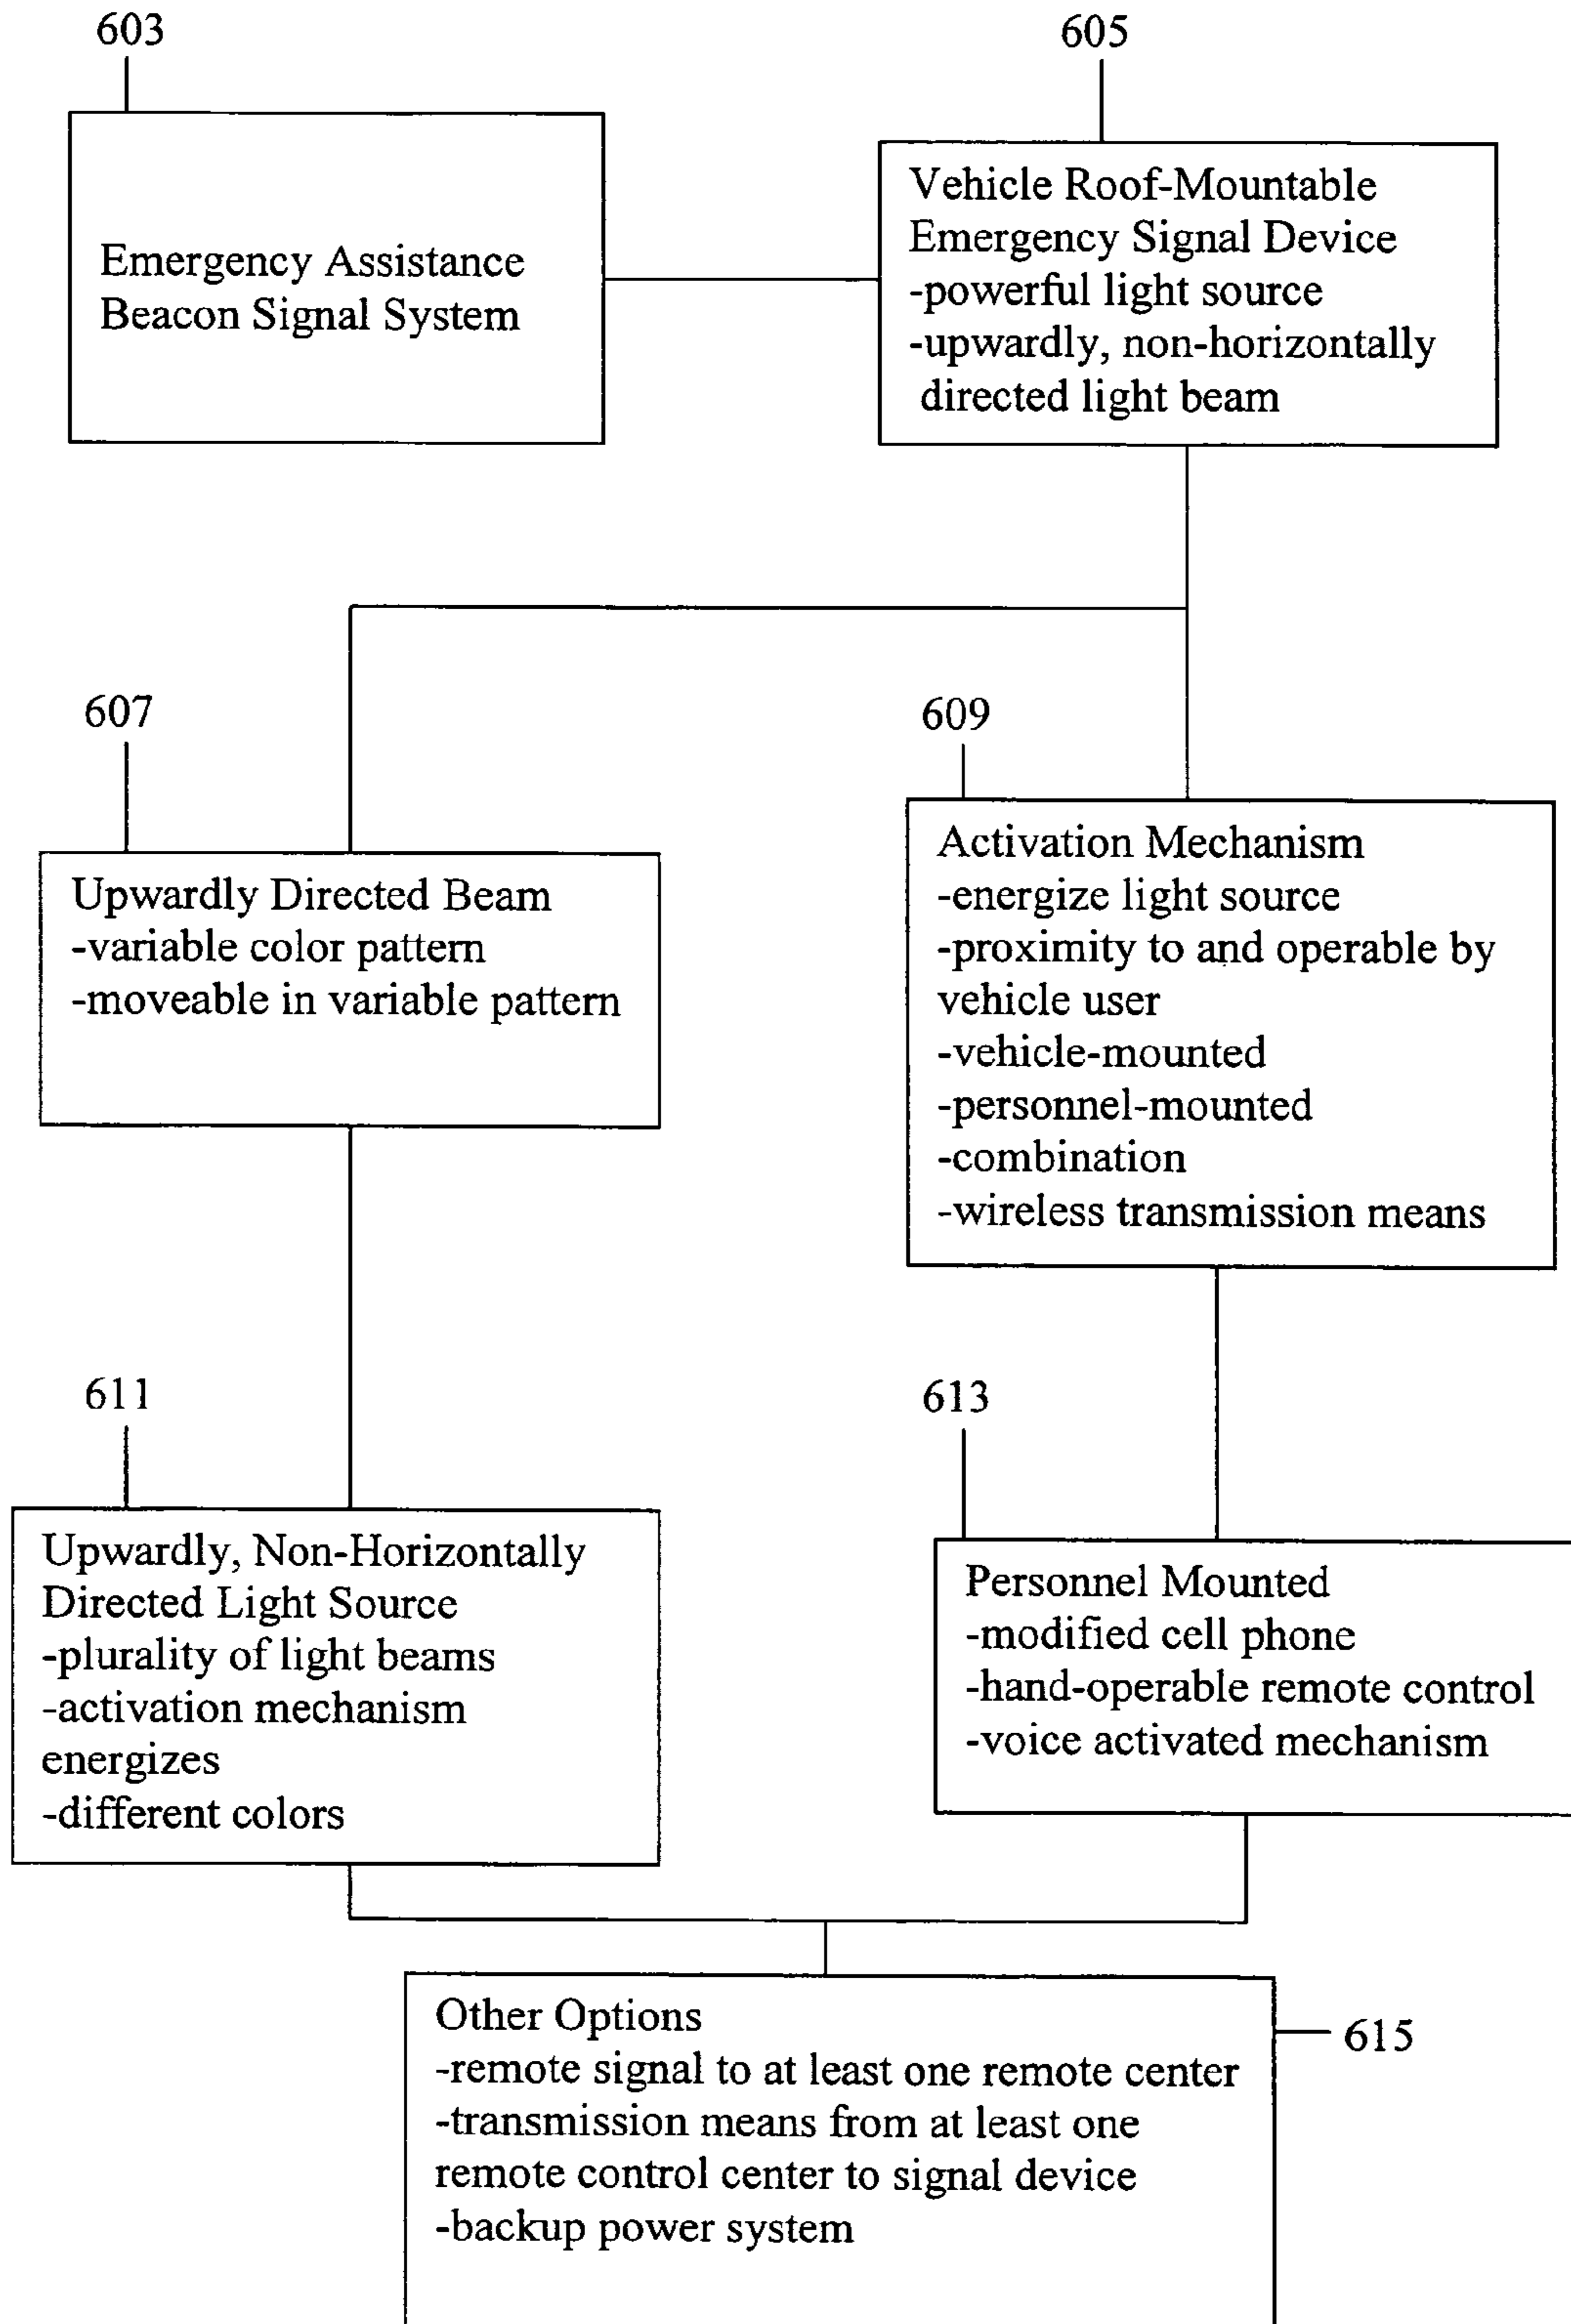 603
605
Emergency Assistance
Beacon Signal System
Vehicle Roof-Mountable
Emergency Signal Device
-powerful light source
-upwardly, non-horizontally
directed light beam
607
609
Upwardly Directed Beam
-variable color pattern
-moveable in variable pattern
Activation Mechanism
-energize light source
-proximity to and operable by
vehicle user
-vehicle-mounted
-personnel-mounted
-combination
-wireless transmission means
611
613
Upwardly, Non-Horizontally
Directed Light Source
-plurality of light beams
-activation mechanism
energizes
-different colors
Personnel Mounted
-modified cell phone
-hand-operable remote control
-voice activated mechanism
Other Options
-remote signal to at least one remote center
-transmission means from at least one
remote control center to signal device
-backup power system
615